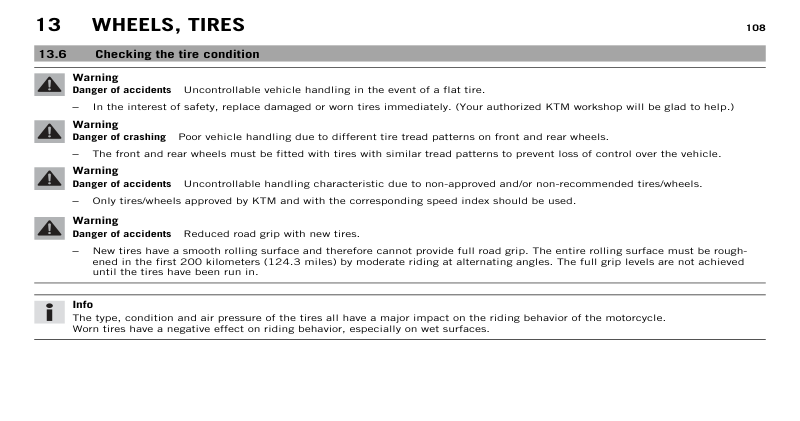 13 WHEELS, TIRES 108
13.6 Checking the tire condition
Warning
Danger of accidents Uncontrollable vehicle handling in the event of a flat tire.
– In the interest of safety, replace damaged or worn tires immediately. (Your authorized KTM workshop will be glad to help.)
Warning
Danger of crashing Poor vehicle handling due to different tire tread patterns on front and rear wheels.
– The front and rear wheels must be fitted with tires with similar tread patterns to prevent loss of control over the vehicle.
Warning
Danger of accidents Uncontrollable handling characteristic due to non-approved and/or non-recommended tires/wheels.
– Only tires/wheels approved by KTM and with the corresponding speed index should be used.
Warning
Danger of accidents Reduced road grip with new tires.
– New tires have a smooth rolling surface and therefore cannot provide full road grip. The entire rolling surface must be rough-
ened in the first 200 kilometers (124.3 miles) by moderate riding at alternating angles. The full grip levels are not achieved
until the tires have been run in.
Info
The type, condition and air pressure of the tires all have a major impact on the riding behavior of the motorcycle.
Worn tires have a negative effect on riding behavior, especially on wet surfaces.